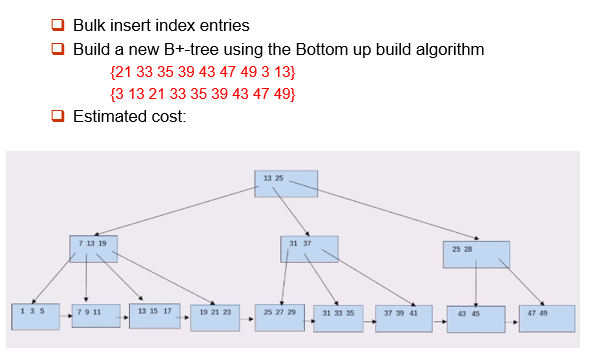 Bulk insert index entries
Build a new B+-tree using the Bottom up build algorithm
{21 33 35 39 43 47 49 3 13}
{3 13 21 33 35 39 43 47 49}
Estimated cost:
13 25
7 13 19
31 37
25 28
1 3 5
7 9 11
13 15 17
19 21 23
25 27 29
31 33 35
37 39 41
43 45
47 49